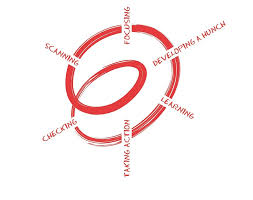 SCANNING
FOCUSING
DEVELOPING A HUNCH
LEARNING
TAKING ACTION
CHECKING